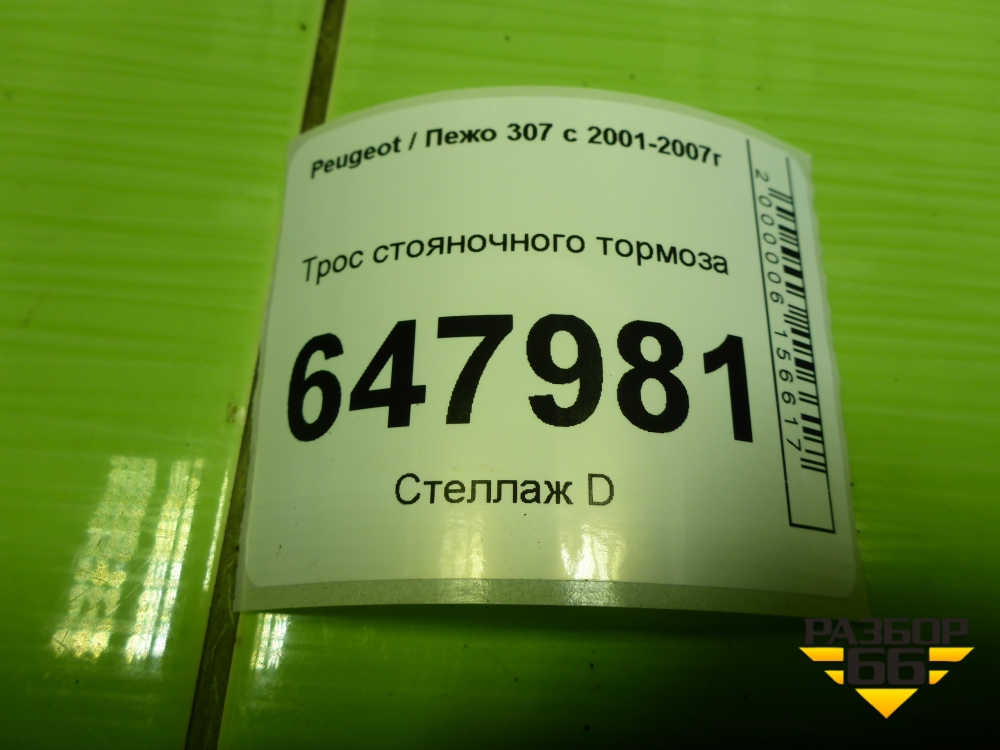 Peugeot / Пежо 307 с 2001-2007г
Трос стояночного тормоза
647981
Стеллаж D
2000006156617
РАЗБОР
66